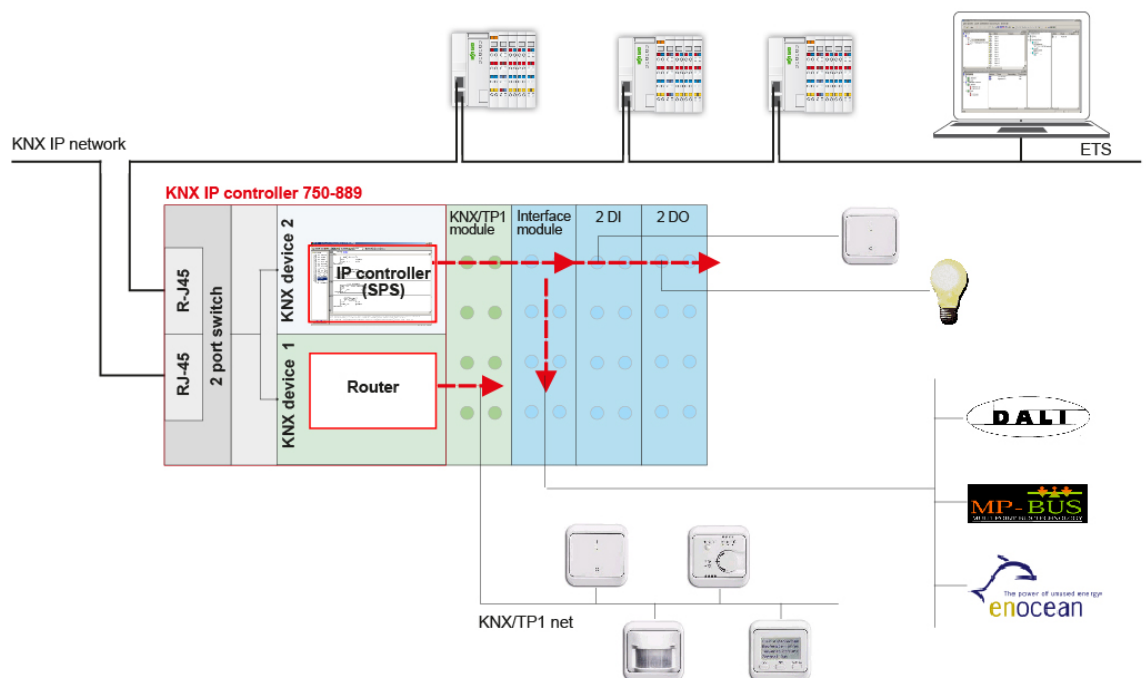 KNX IP network
ETS
KNX IP controller 750-889
KNX/TP1
module
Interface
module
2 DI
2 DO
R-J45
RJ-45
2 port switch
KNX device 2
IP controller
(SPS)
KNX device 1
Router
DALI
MP-BUS
The power of unused energy
enocean
KNX/TP1 net